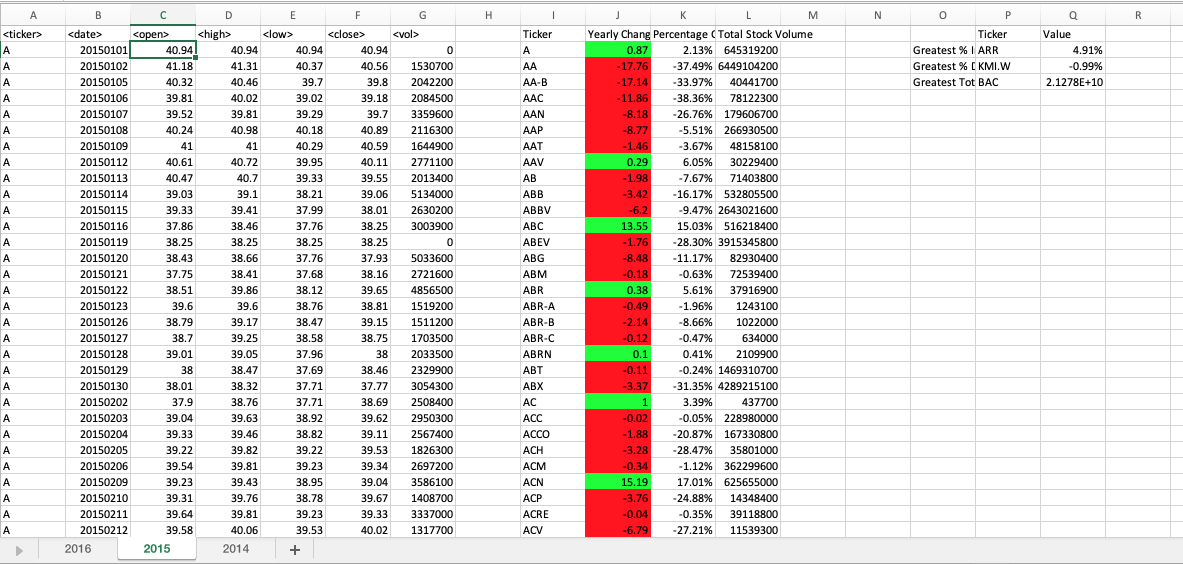 A B C D E F G H I J K L M N O P Q R
<ticker> <date> <open> <high> <low> <close> <vol> Ticker Yearly Chang Percentage ( Total Stock Volume Ticker Value
A 20150101 40.94 40.94 40.94 40.94 0 A 0.87 2.13% 645319200 Greatest % I ARR 4.91%
A 20150102 41.18 41.31 40.37 40.56 1530700 AA -17.76 -37.49% 6449104200 Greatest % D KMI.W -0.99%
A 20150105 40.32 40.46 39.7 39.8 2042200 AA-B -17.14 -33.97% 40441700 Greatest Tot BAC 2.1278E+10
A 20150106 39.81 40.02 39.02 39.18 2084500 AAC -11.86 -38.36% 78122300
A 20150107 39.52 39.81 39.29 39.7 3359600 AAN -8.18 -26.76% 179606700
A 20150108 40.24 40.98 40.18 40.89 2116300 AAP -8.77 -5.51% 266930500
A 20150109 41 41 40.29 40.59 1644900 AAT -1.46 -3.67% 48158100
A 20150112 40.61 40.72 39.95 40.11 2771100 AAV 0.29 6.05% 30229400
A 20150113 40.47 40.7 39.33 39.55 2013400 AB -1.98 -7.67% 71403800
A 20150114 39.03 39.1 38.21 39.06 5134000 ABB -3.42 -16.17% 532805500
A 20150115 39.33 39.41 37.99 38.01 2630200 ABBV -6.2 -9.47% 2643021600
A 20150116 37.86 38.46 37.76 38.25 3003900 ABC 13.55 15.03% 516218400
A 20150119 38.25 38.25 38.25 38.25 0 ABEV -1.76 -28.30% 3915345800
A 20150120 38.43 38.66 37.76 37.93 5033600 ABG -8.48 -11.17% 82930400
A 20150121 37.75 38.41 37.68 38.16 2721600 ABM -0.18 -0.63% 72539400
A 20150122 38.51 39.86 38.12 39.65 4856500 ABR 0.38 5.61% 37916900
A 20150123 39.6 39.6 38.76 38.81 1519200 ABR-A -0.49 -1.96% 1243100
A 20150126 38.79 39.17 38.47 39.15 1511200 ABR-B -2.14 -8.66% 1022000
A 20150127 38.7 39.25 38.58 38.75 1703500 ABR-C -0.12 -0.47% 634000
A 20150128 39.01 39.05 37.96 38 2033500 ABRN 0.1 0.41% 2109900
A 20150129 38 38.47 37.69 38.46 2329900 ABT -0.11 -0.24% 1469310700
A 20150130 38.01 38.32 37.71 37.77 3054300 ABX -3.37 -31.35% 4289215100
A 20150202 37.9 38.76 37.71 38.69 2508400 AC 1 3.39% 437700
A 20150203 39.04 39.63 38.92 39.62 2950300 ACC -0.02 -0.05% 228980000
A 20150204 39.33 39.46 38.82 39.11 2567400 ACCO -1.88 -20.87% 167330800
A 20150205 39.22 39.82 39.22 39.53 1826300 ACH -3.28 -28.47% 35801000
A 20150206 39.54 39.81 39.23 39.34 2697200 ACM -0.34 -1.12% 362299600
A 20150209 39.23 39.43 38.95 39.04 3586100 ACN 15.19 17.01% 625655000
A 20150210 39.31 39.76 38.78 39.67 1408700 ACP -3.76 -24.88% 14348400
A 20150211 39.64 39.81 39.23 39.33 3337000 ACRE -0.04 -0.35% 39118800
A 20150212 39.58 40.06 39.53 40.02 1317700 ACV -6.79 -27.21% 11539300
2016 2015 2014 +